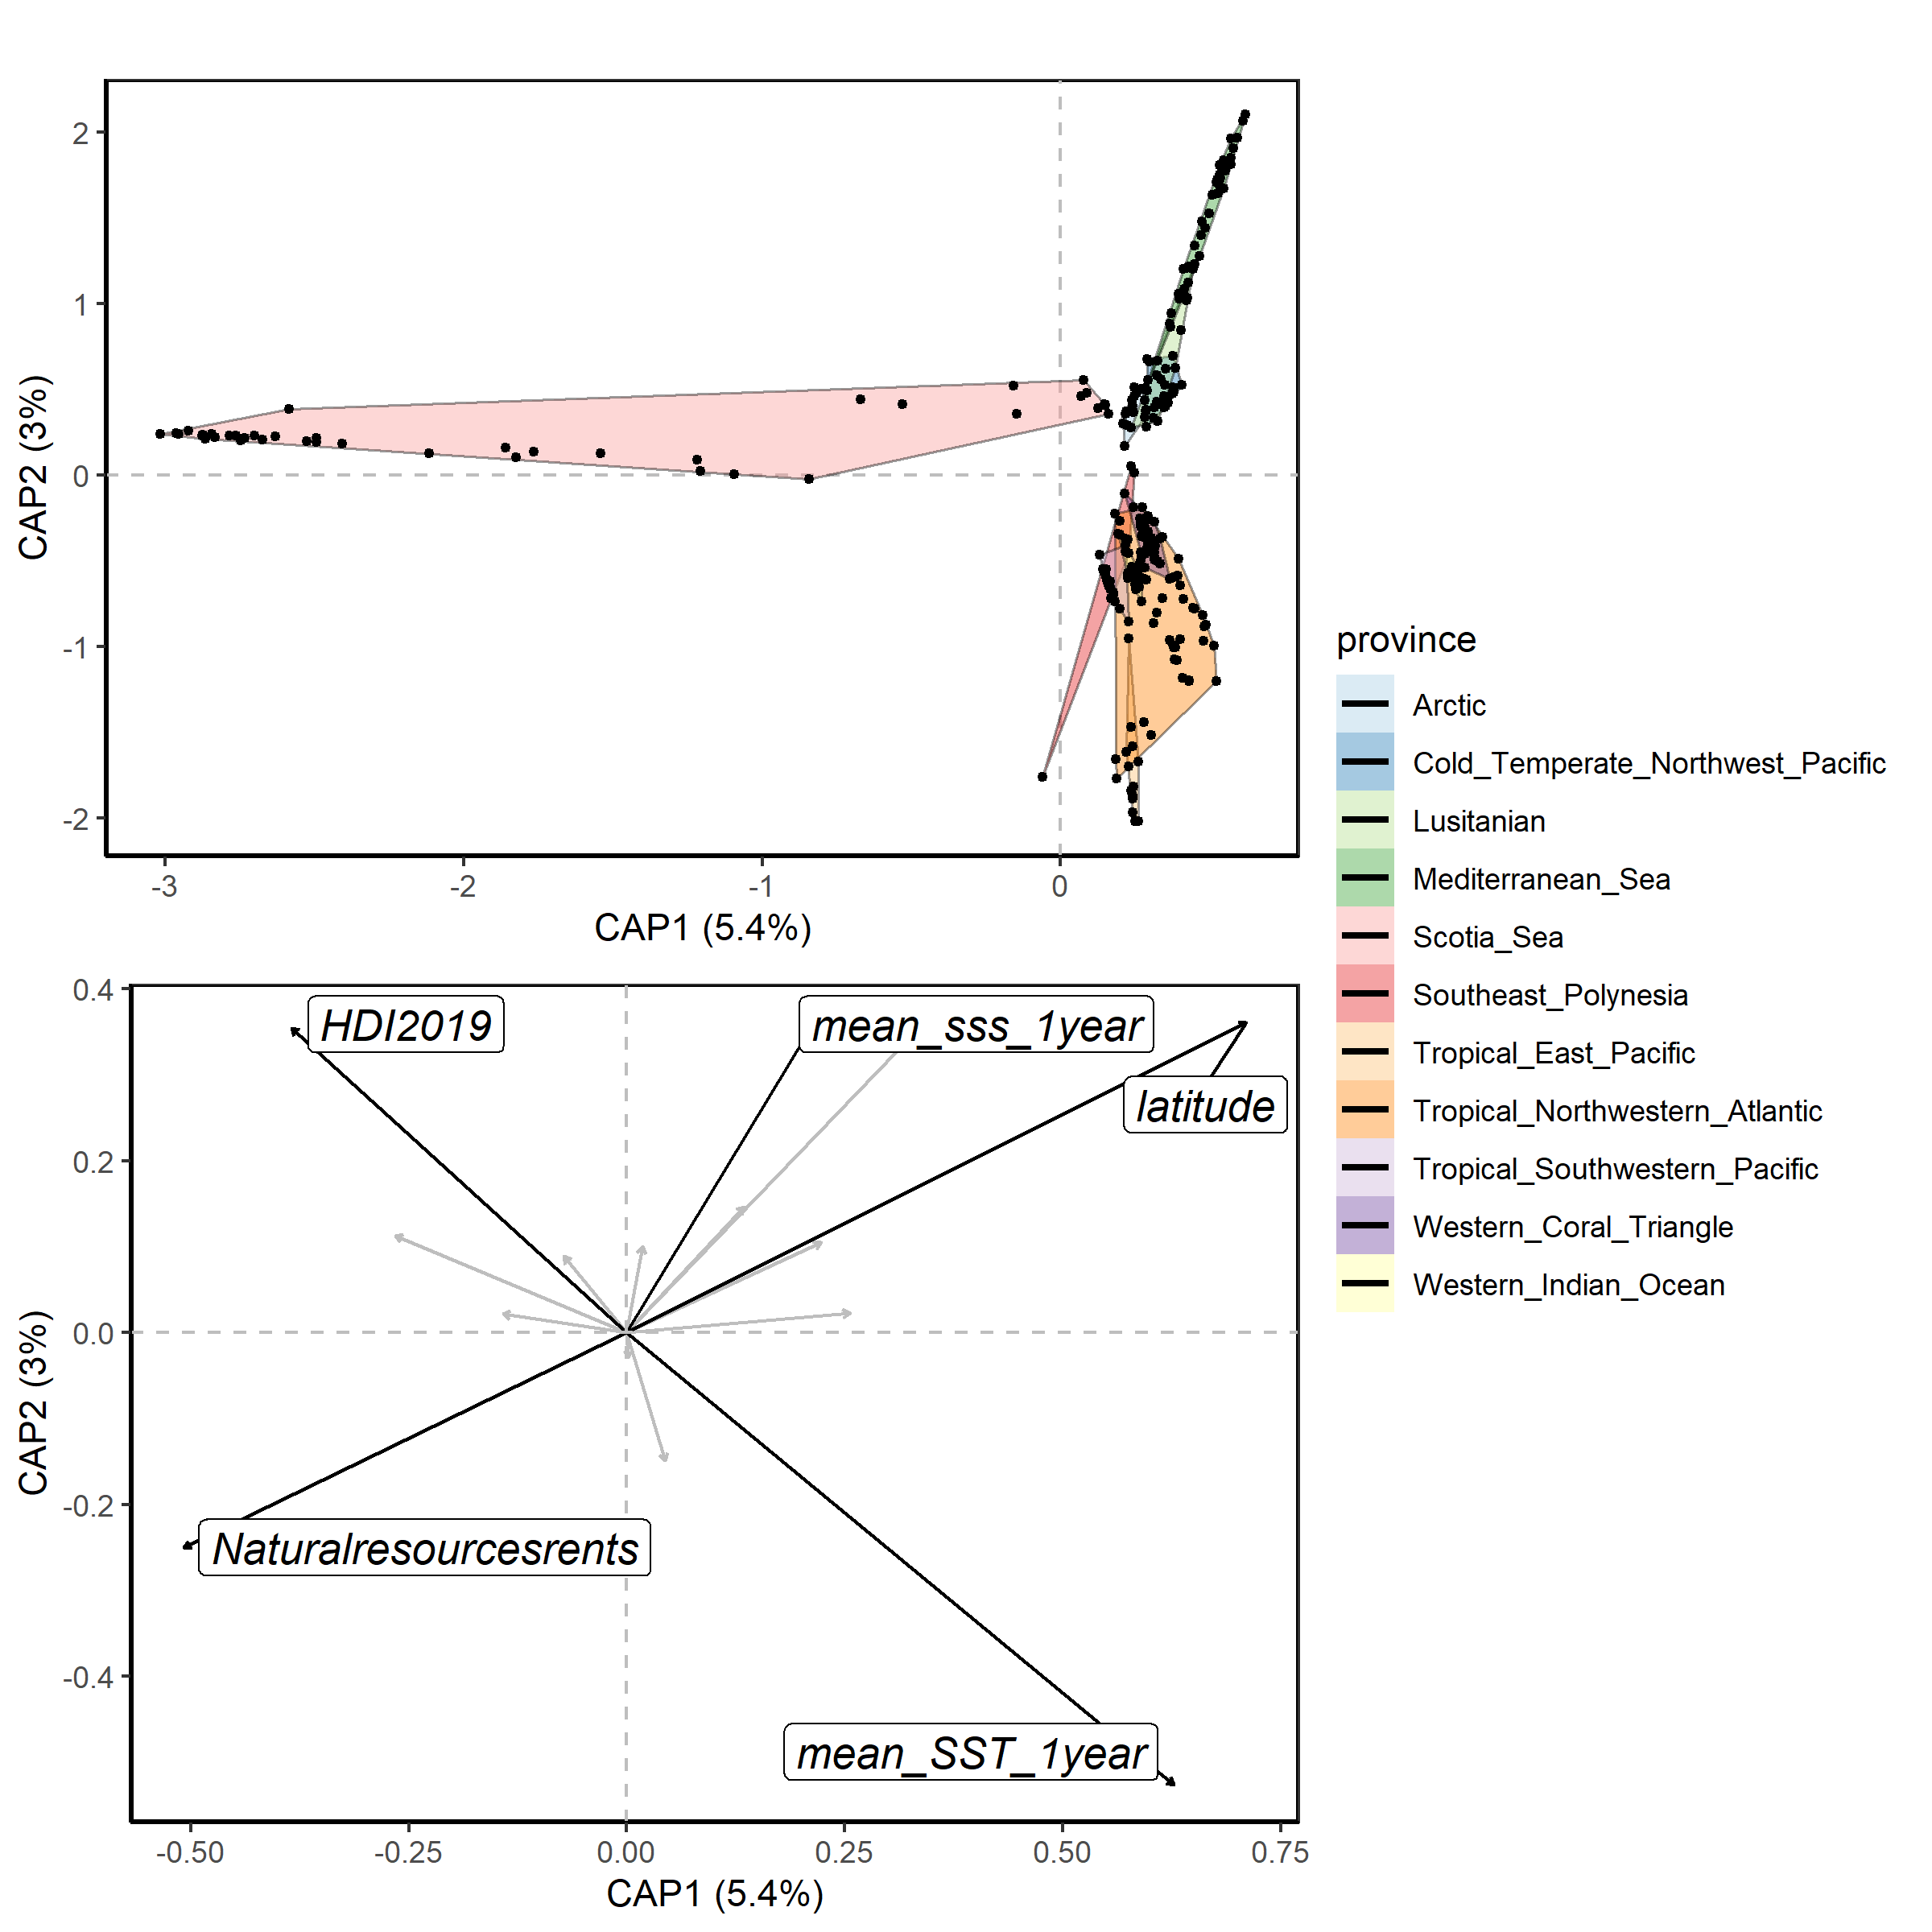 2
1
0
-1
-2
CAP2 (3%)
-3
-2
-1
0
CAP1 (5.4%)
province
Arctic
Cold_Temperate_Northwest_Pacific
Lusitanian
Mediterranean_Sea
Scotia_Sea
Southeast_Polynesia
Tropical_East_Pacific
Tropical_Northwestern_Atlantic
Tropical_Southwestern_Pacific
Western_Coral_Triangle
Western_Indian_Ocean
0.4
0.2
0.0
-0.2
-0.4
CAP2 (3%)
HDI2019
mean_sss_1year
latitude
Naturalresourcesrents
mean_SST_1year
-0.50
-0.25
0.00
0.25
0.50
0.75
CAP1 (5.4%)